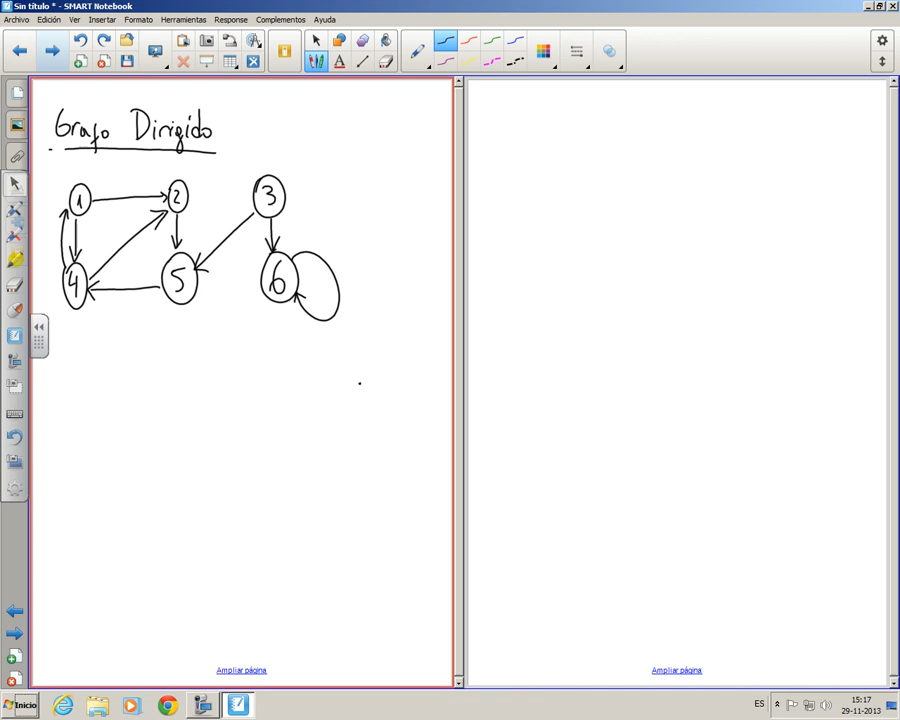 Sin título * - SMART Notebook
Archivo Edición Ver Insertar Formato Herramientas Response Complementos Ayuda
Grafo Dirigido
1 2 3
4 5 6
Ampliar página Ampliar página
Inicio ES 15:17
29-11-2013